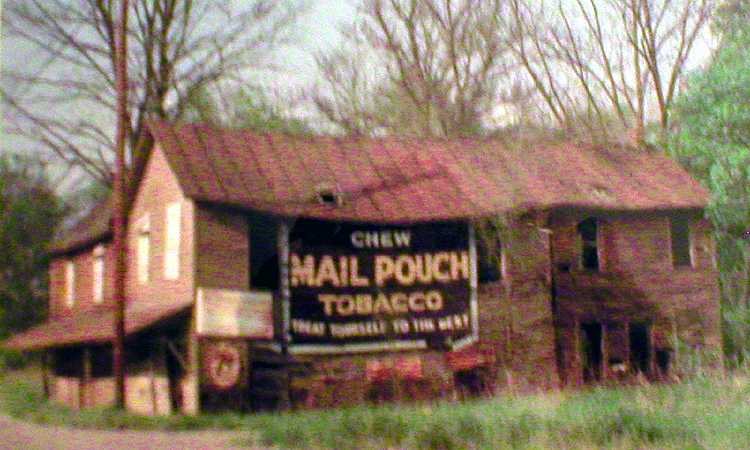 CHEW
MAIL POUCH
TOBACCO
TREAT YOURSELF TO THE BEST